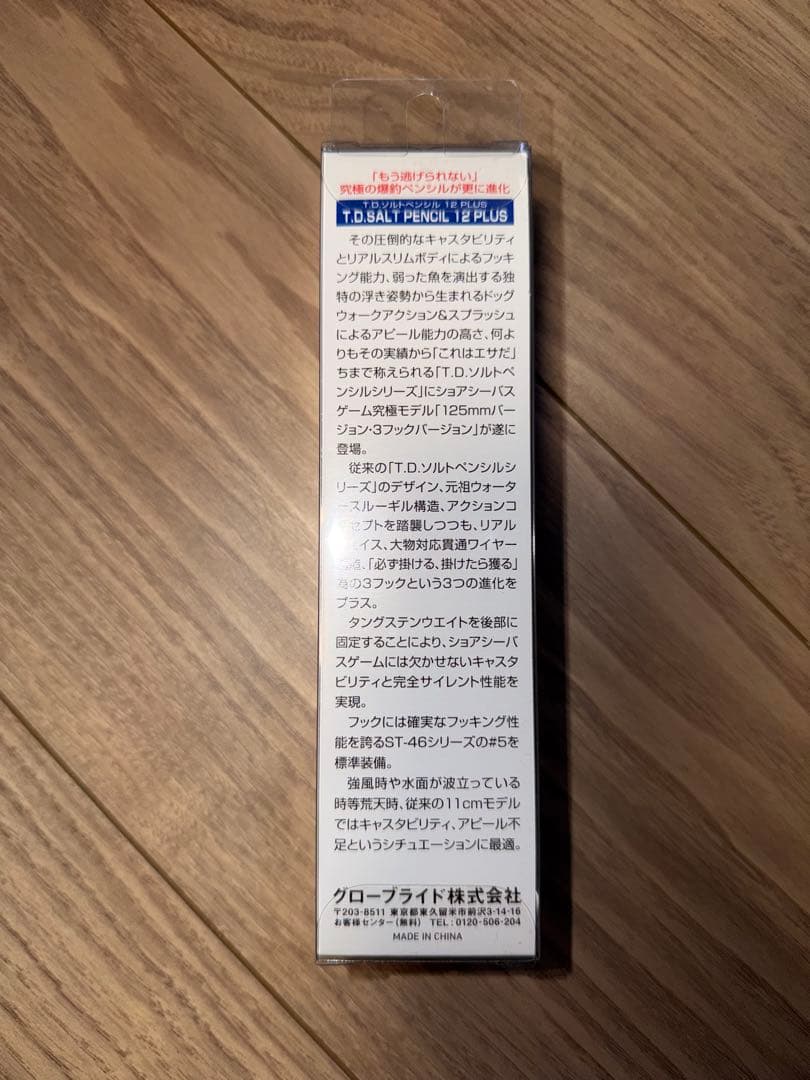 「もう逃げられない」
究極の爆釣ペンシルが更に進化
T.D.ソルトペンシル 12 PLUS
T.D.SALT PENCIL 12 PLUS
その圧倒的なキャスタビリティ
とリアルスリムボディによるフッキ
ング能力、弱った魚を演出する独
特の浮き姿勢から生まれるドッグ
ウォークアクション&スプラッシュ
によるアピール能力の高さ、何よ
りもその実績から「これはエサだ」
ちまで称えられる「T.D.ソルトペ
ンシルシリーズ」にショアシーバス
ゲーム究極モデル「125mmバー
ジョン・3フックバージョン」が遂に
登場。
従来の「T.D.ソルトペンシルシ
リーズ」のデザイン、元祖ウォータ
ースルーギル構造、アクションコ
セプトを踏襲しつつも、リアル
イス、大物対応貫通ワイヤー
「必ず掛ける、掛けたら獲る」
の3フックという3つの進化を
プラス。
タングステンウエイトを後部に
固定することにより、ショアシーバ
スゲームには欠かせないキャスタ
ビリティと完全サイレント性能を
実現。
フックには確実なフッキング性
能を誇るST-46シリーズの#5を
標準装備。
強風時や水面が波立っている
時等荒天時、従来の11cmモデル
ではキャスタビリティ、アピール不
足というシチュエーションに最適。
グローブライド株式会社
〒203-8511 東京都東久留米市前沢3-14-16
お客様センター(無料) TEL:0120-506-204
MADE IN CHINA